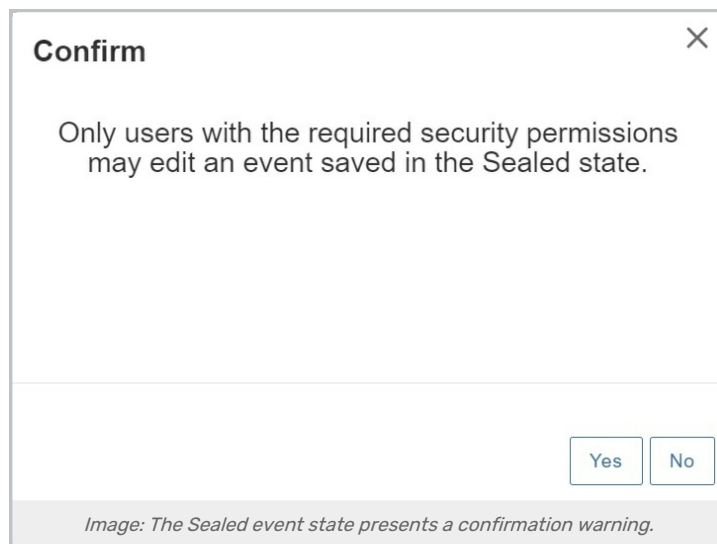 Confirm
Only users with the required security permissions
may edit an event saved in the Sealed state.
Yes No
Image: The Sealed event state presents a confirmation warning.